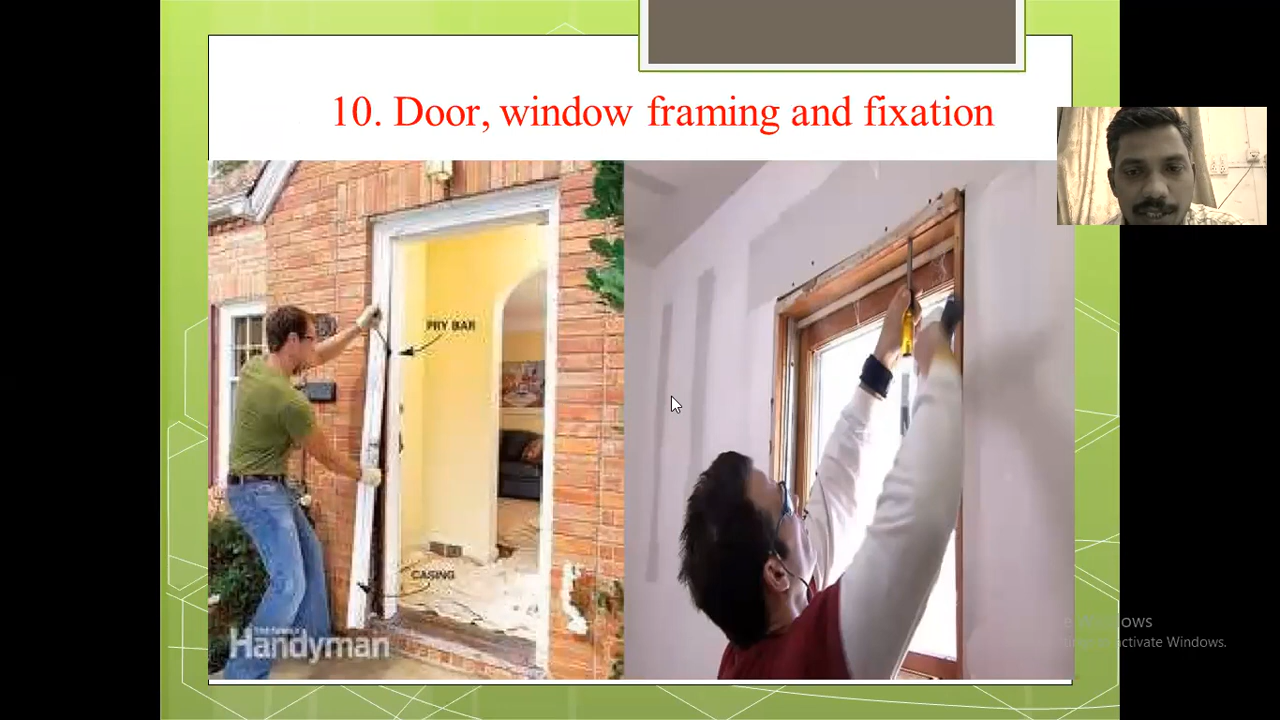 10. Door, window framing and fixation
PRY BAR
CASING
Handyman
Activate Windows.